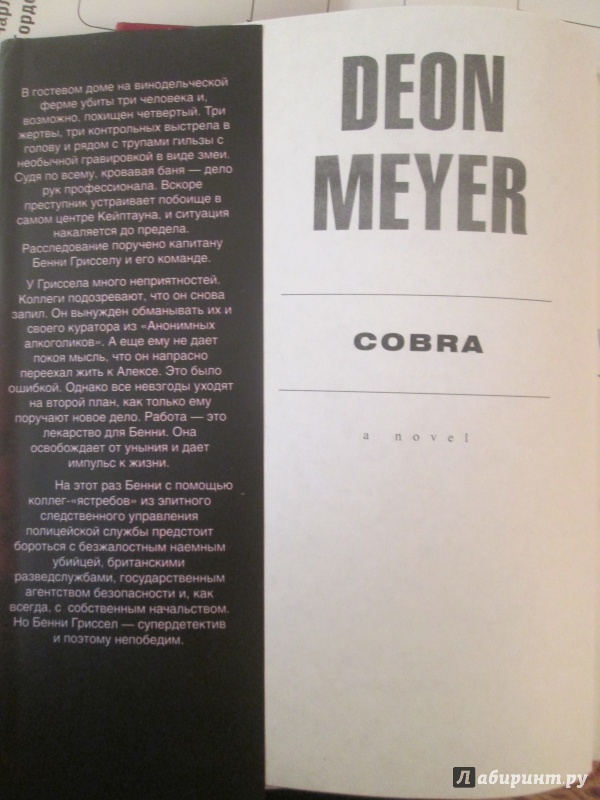 В гостевом доме на винодельческой
ферме убиты три человека и,
возможно, похищен четвертый. Три
жертвы, три контрольных выстрела в
голову и рядом с трупами гильзы с
необычной гравировкой в виде змеи.
Судя по всему, кровавая баня — дело
рук профессионала. Вскоре
преступник устраивает побоище в
самом центре Кейптауна, и ситуация
накаляется до предела.
Расследование поручено капитану
Бенни Грисселу и его команде.
У Гриссела много неприятностей.
Коллеги подозревают, что он снова
запил. Он вынужден обманывать их и
своего куратора из «Анонимных
алкоголиков». А еще ему не дает
покоя мысль, что он напрасно
переехал жить к Алексе. Это было
ошибкой. Однако все невзгоды уходят
на второй план, как только ему
поручают новое дело. Работа — это
лекарство для Бенни. Она
освобождает от уныния и дает
импульс к жизни.
На этот раз Бенни с помощью
коллег-«ястребов» из элитного
следственного управления
полицейской службы предстоит
бороться с безжалостным наемным
убийцей, британскими
разведслужбами, государственным
агентством безопасности и, как
всегда, с собственным начальством.
Но Бенни Гриссел — супердетектив
и поэтому непобедим.
DEON
MEYER
COBRA
a novel
Лабиринт.ру